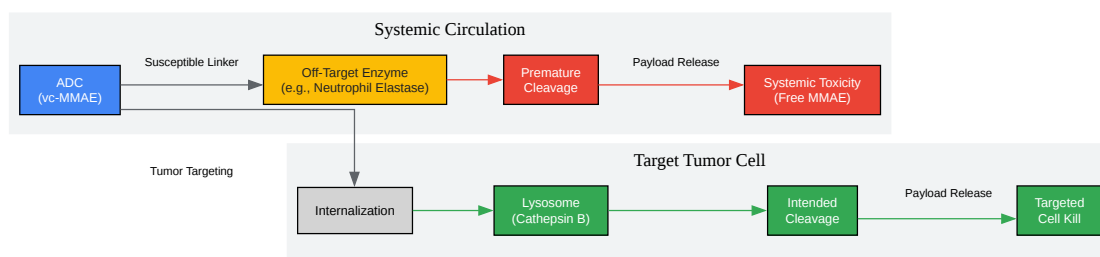 Systemic Circulation
Susceptible Linker
Payload Release
ADC
(vc-MMAE)
Off-Target Enzyme
(e.g., Neutrophil Elastase)
Premature
Cleavage
Systemic Toxicity
(Free MMAE)
Target Tumor Cell
Tumor Targeting
Internalization
Lysosome
(Cathepsin B)
Intended
Cleavage
Payload Release
Targeted
Cell Kill